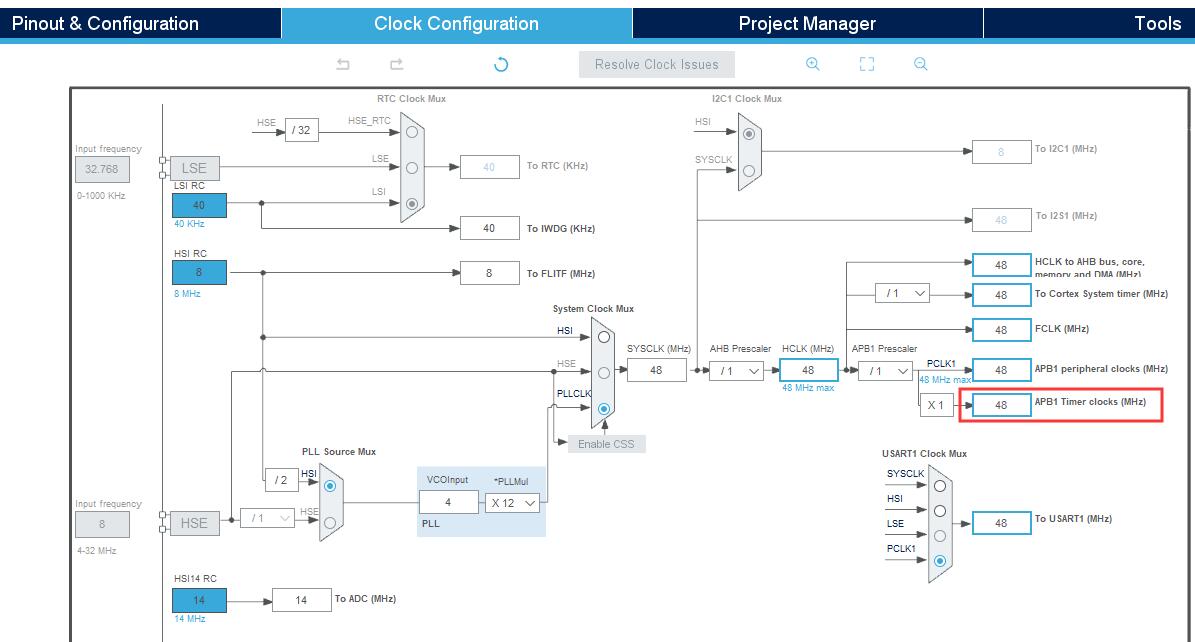 Pinout & Configuration
Clock Configuration
Project Manager
Tools
Resolve Clock Issues
RTC Clock Mux
I2C1 Clock Mux
HSE
/ 32
HSE_RTC
HSI
Input frequency
32.768
0-1000 KHz
LSE
LSE
40
To RTC (KHz)
SYSCLK
8
To I2C1 (MHz)
LSI RC
40
40 KHz
LSI
40
To IWDG (KHz)
48
To I2S1 (MHz)
HSI RC
8
8 MHz
8
To FLITF (MHz)
48
HCLK to AHB bus, core,
memory and DMA (MHz)
/ 1
48
To Cortex System timer (MHz)
System Clock Mux
HSI
48
FCLK (MHz)
SYSCLK (MHz)
AHB Prescaler
HCLK (MHz)
APB1 Prescaler
HSE
48
/ 1
48
48 MHz max
/ 1
PCLK1
48 MHz max
48
APB1 peripheral clocks (MHz)
PLLCLK
X 1
48
APB1 Timer clocks (MHz)
Enable CSS
PLL Source Mux
USART1 Clock Mux
/ 2
HSI
VCOInput
*PLLMul
4
X 12
PLL
SYSCLK
HSI
LSE
PCLK1
48
To USART1 (MHz)
Input frequency
8
4-32 MHz
HSE
/ 1
HSE
HSI14 RC
14
14 MHz
14
To ADC (MHz)